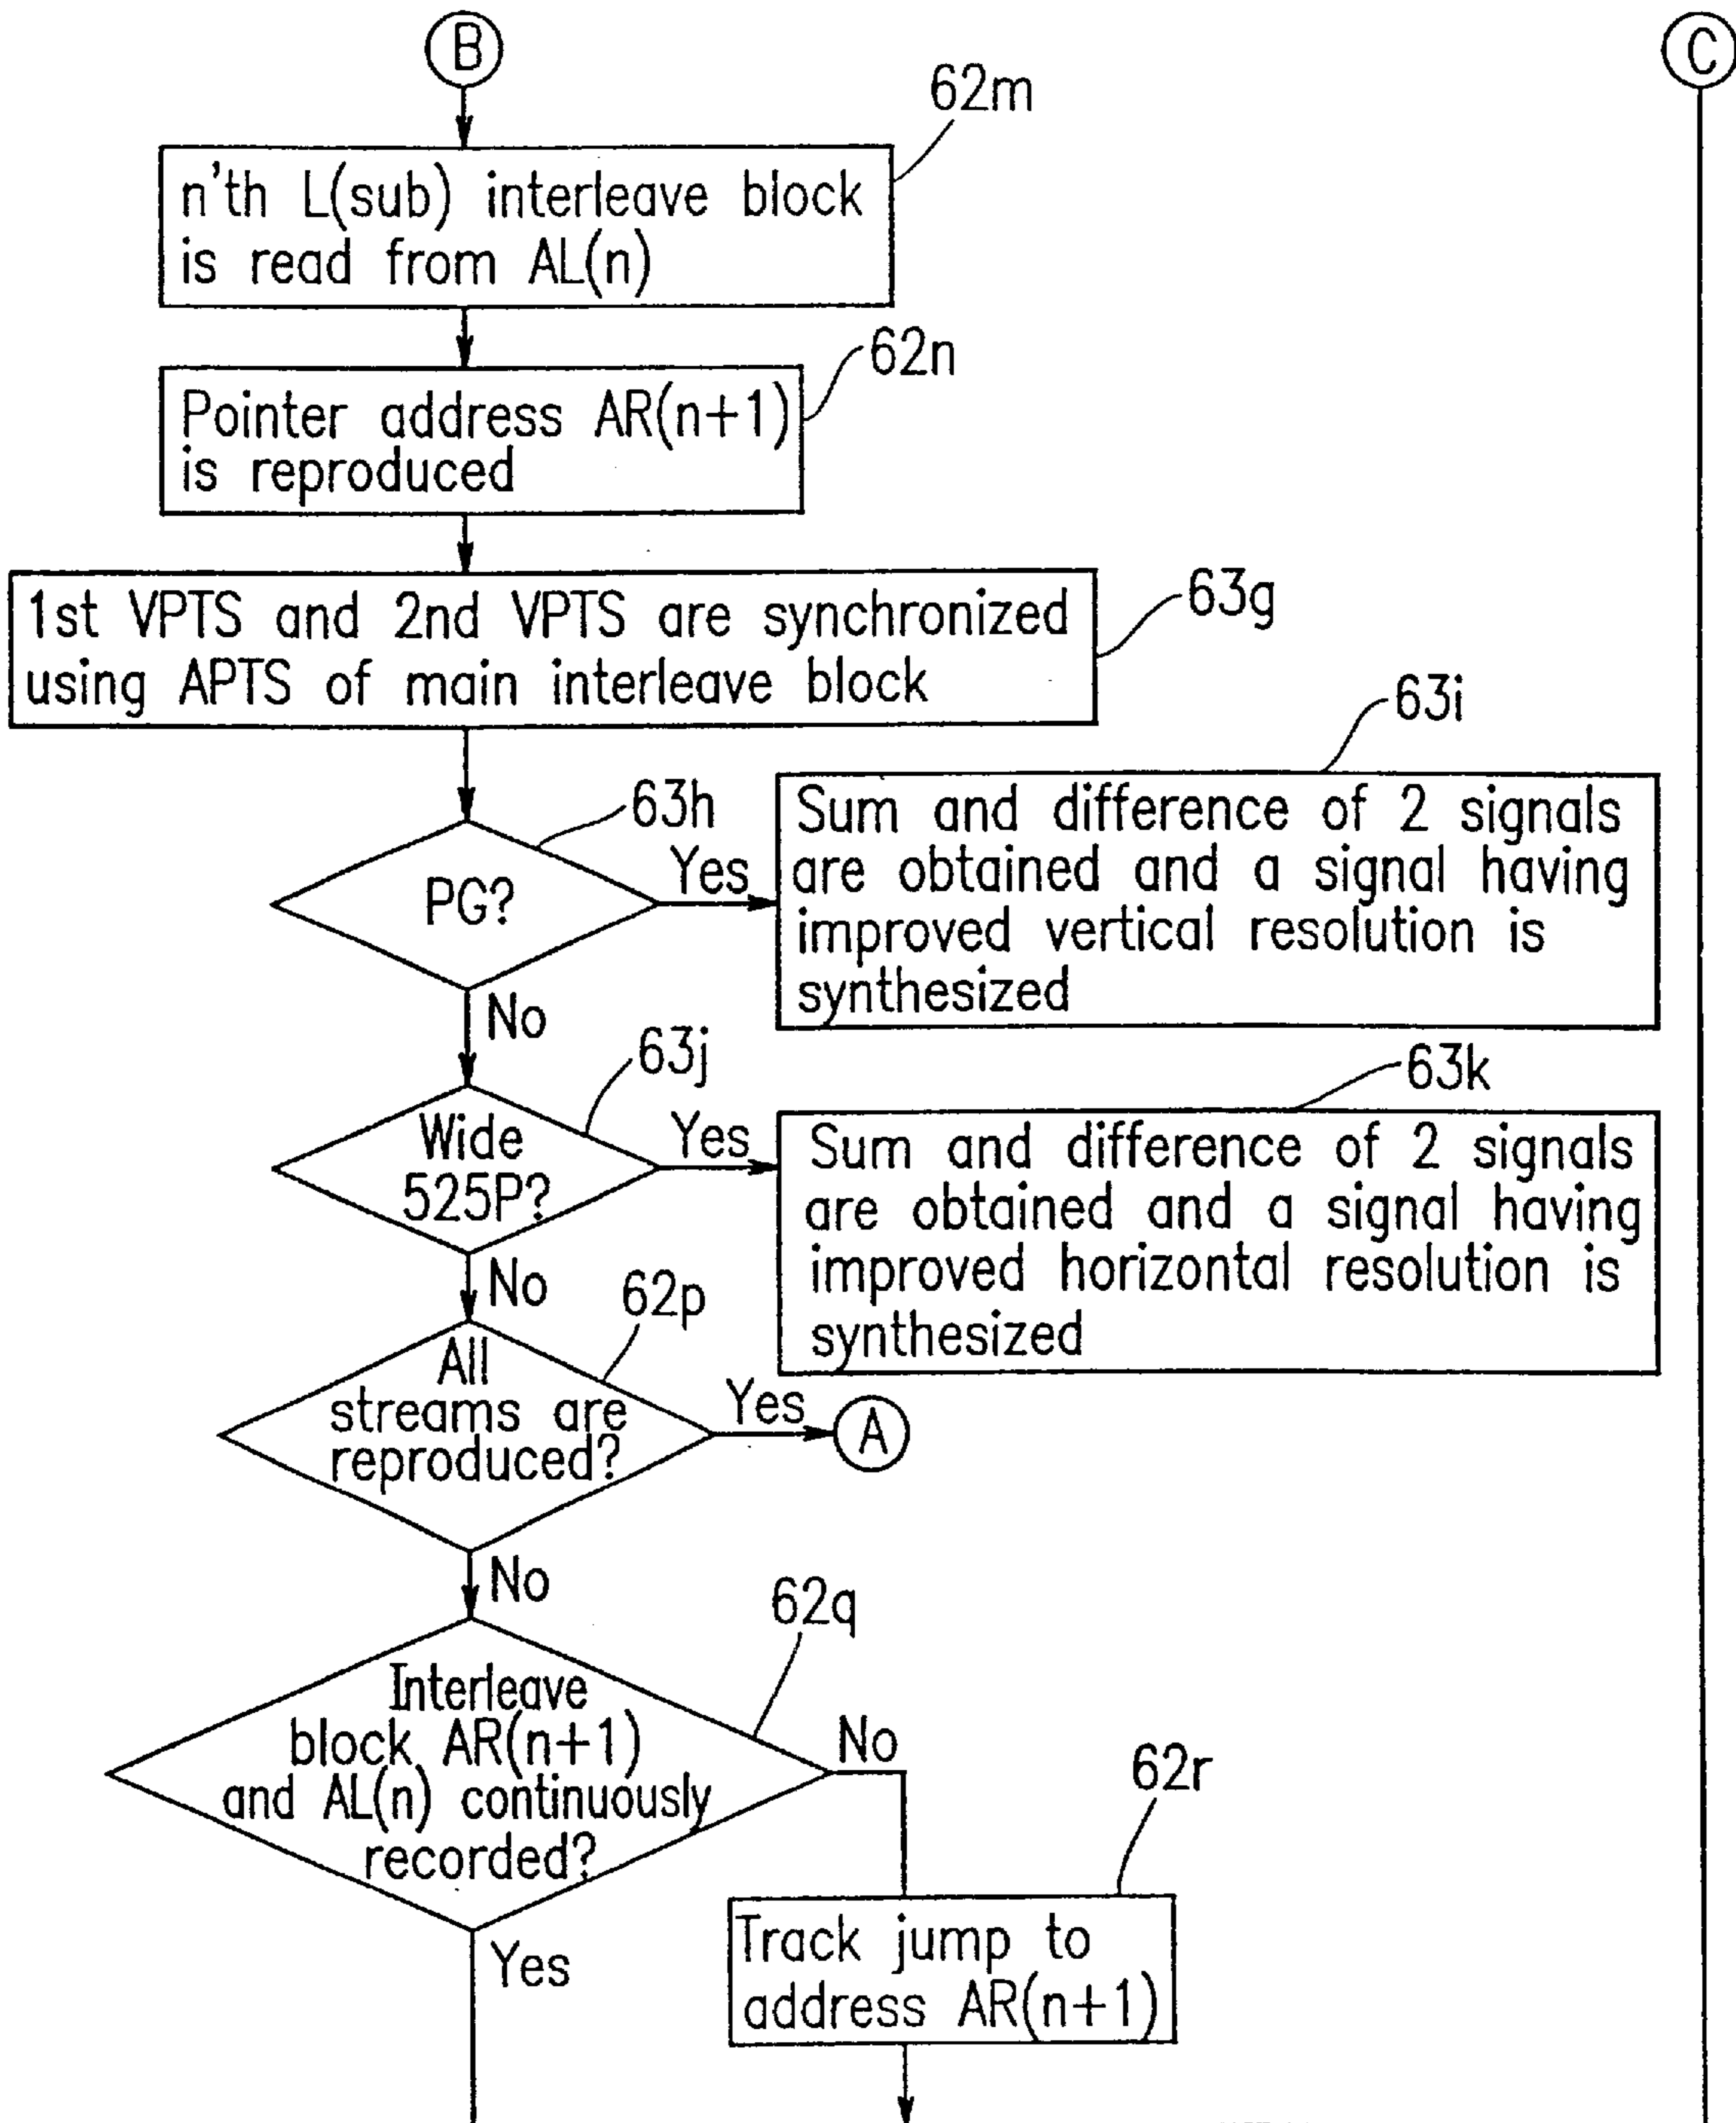 B
C
62m
n'th L(sub) interleave block
is read from AL(n)
62n
Pointer address AR(n+1)
is reproduced
63g
1st VPTS and 2nd VPTS are synchronized
using APTS of main interleave block
63i
63h
PG?
Yes
Sum and difference of 2 signals
are obtained and a signal having
improved vertical resolution is
synthesized
No
63j
63k
Wide
525P?
Yes
Sum and difference of 2 signals
are obtained and a signal having
improved horizontal resolution is
synthesized
No
62p
All
streams are
reproduced?
Yes
A
No
62q
Interleave
block AR(n+1)
and AL(n) continuously
recorded?
No
62r
Yes
Track jump to
address AR(n+1)